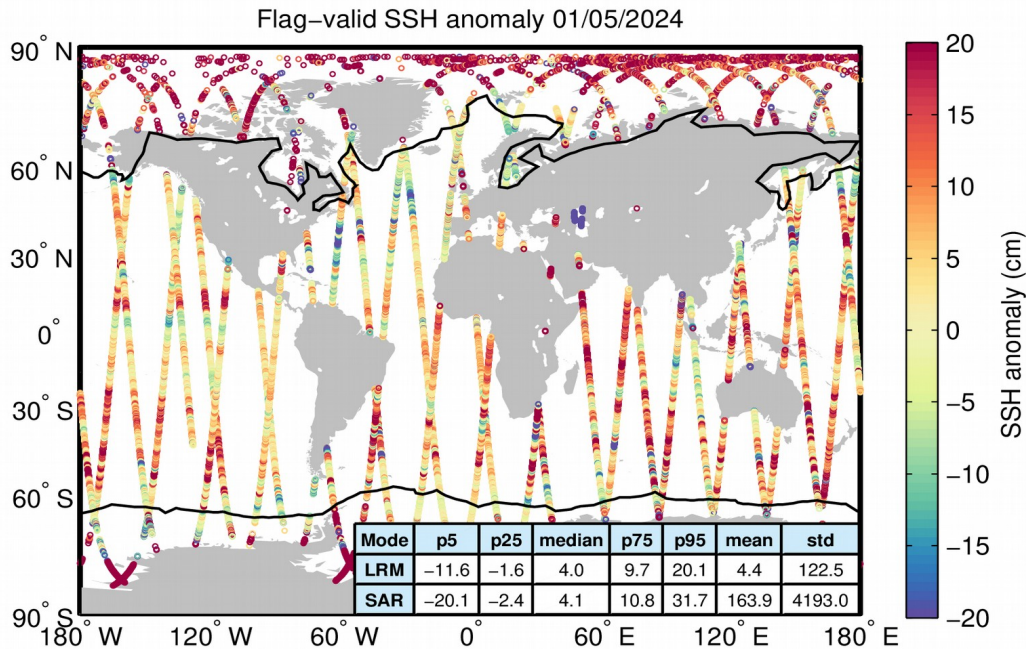 Flag−valid SSH anomaly 01/05/2024
90° N
60° N
30° N
0°
30° S
60° S
90° S
180° W
120° W
60° W
0°
60° E
120° E
180° E
Mode p5 p25 median p75 p95 mean std
LRM −11.6 −1.6 4.0 9.7 20.1 4.4 122.5
SAR −20.1 −2.4 4.1 10.8 31.7 163.9 4193.0
20
15
10
5
0
−5
−10
−15
−20
SSH anomaly (cm)